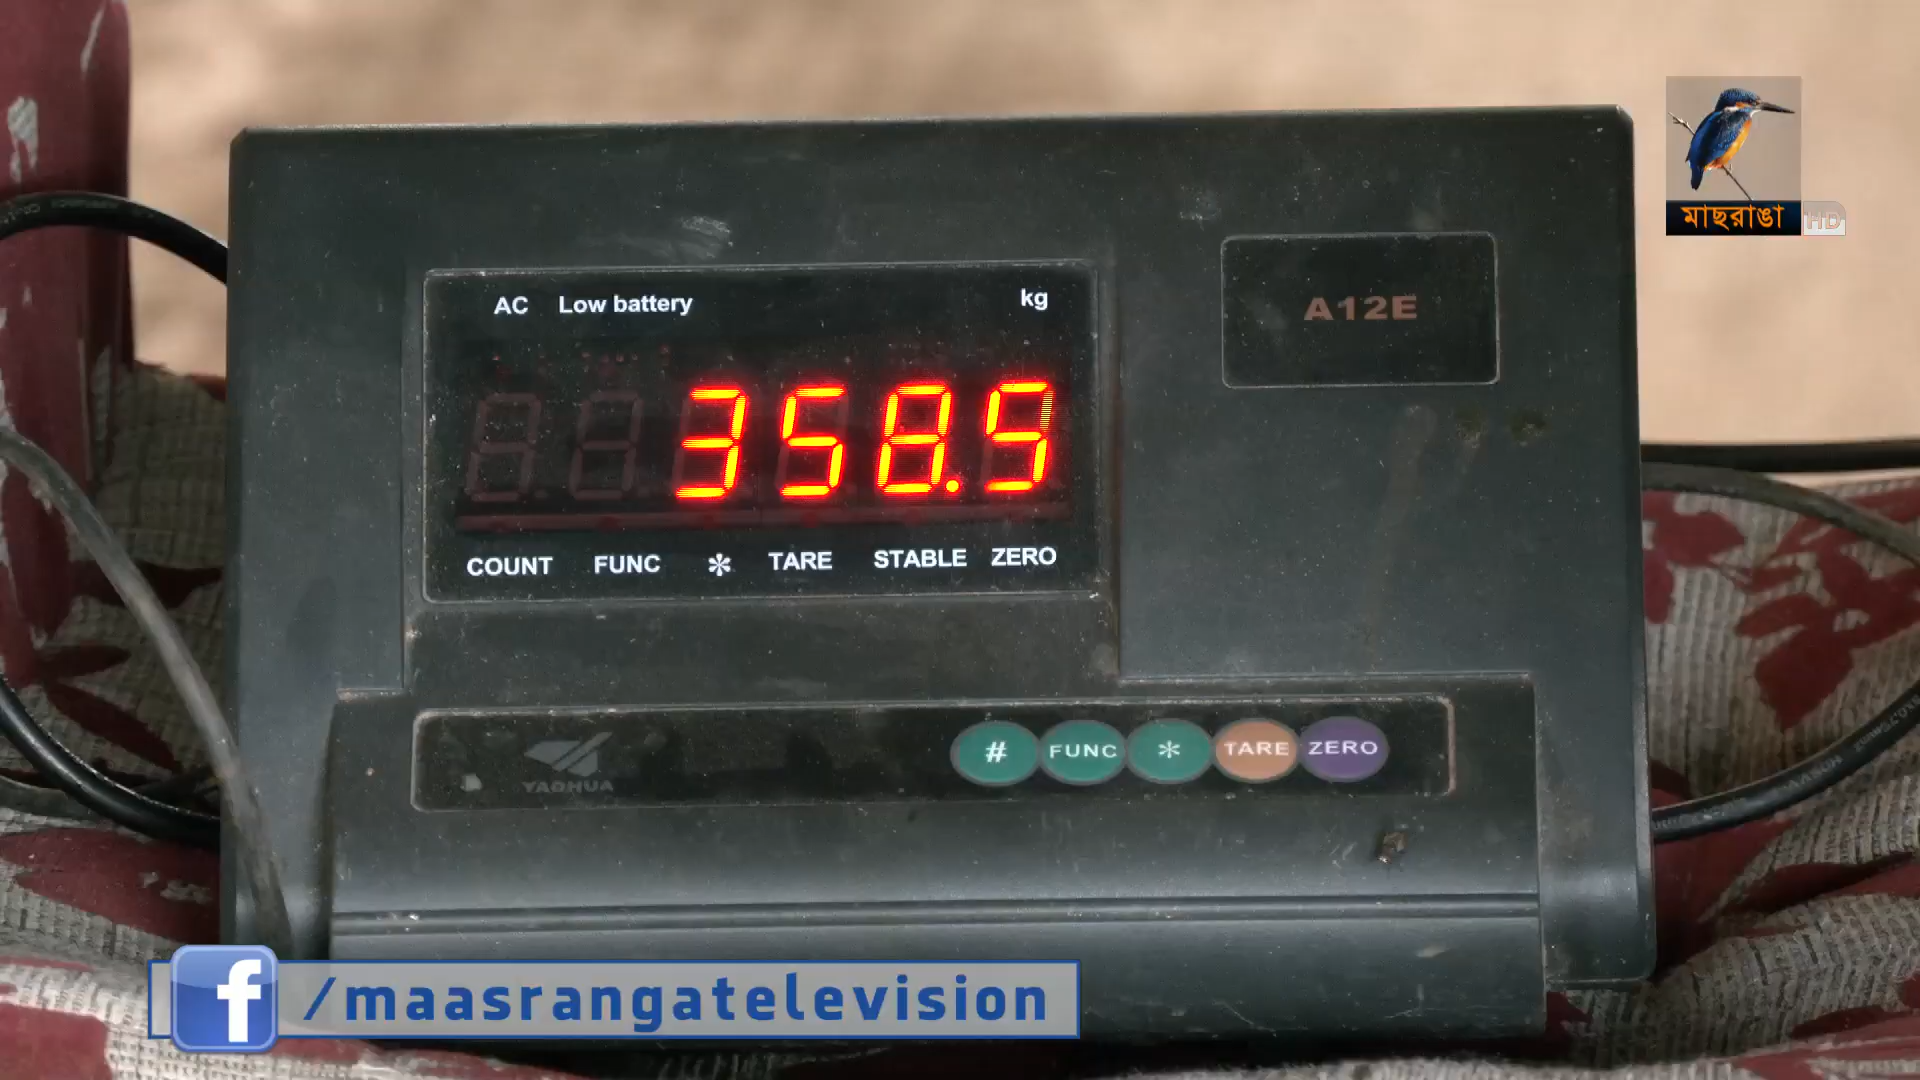 মাছরাঙা HD
AC Low battery kg
A12E
358.5
COUNT FUNC * TARE STABLE ZERO
YAOHUA
# FUNC * TARE ZERO
f /maasrangatelevision